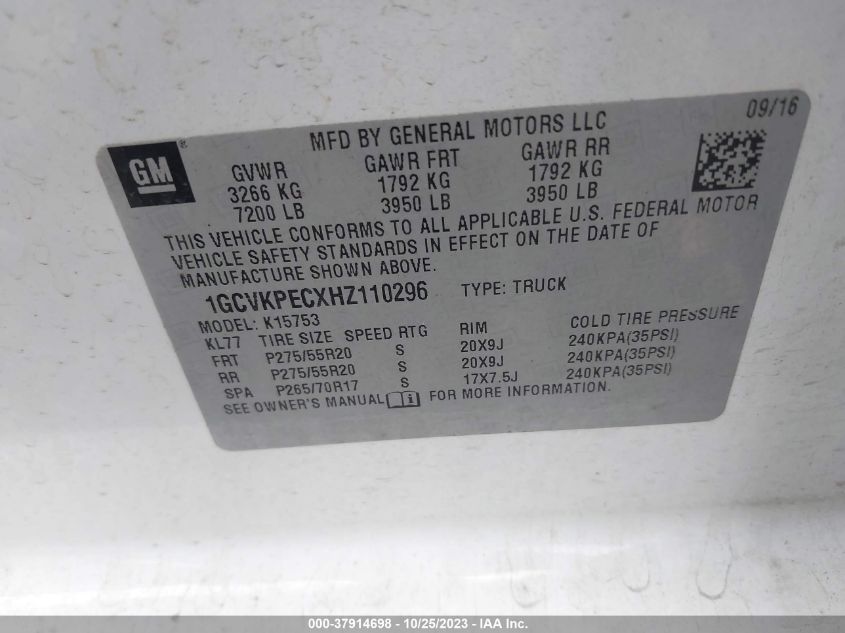 09/16
MFD BY GENERAL MOTORS LLC
GM®
GVWR GAWR FRT GAWR RR
3266 KG 1792 KG 1792 KG
7200 LB 3950 LB 3950 LB
THIS VEHICLE CONFORMS TO ALL APPLICABLE U.S. FEDERAL MOTOR
VEHICLE SAFETY STANDARDS IN EFFECT ON THE DATE OF
MANUFACTURE SHOWN ABOVE.
1GCVKPECXHZ110296 TYPE: TRUCK
MODEL: K15753
KL77 TIRE SIZE SPEED RTG RIM COLD TIRE PRESSURE
FRT P275/55R20 S 20X9J 240KPA(35PSI)
RR P275/55R20 S 20X9J 240KPA(35PSI)
SPA P265/70R17 S 17X7.5J 240KPA(35PSI)
SEE OWNER'S MANUAL i FOR MORE INFORMATION.
000-37914698 - 10/25/2023 - IAA Inc.